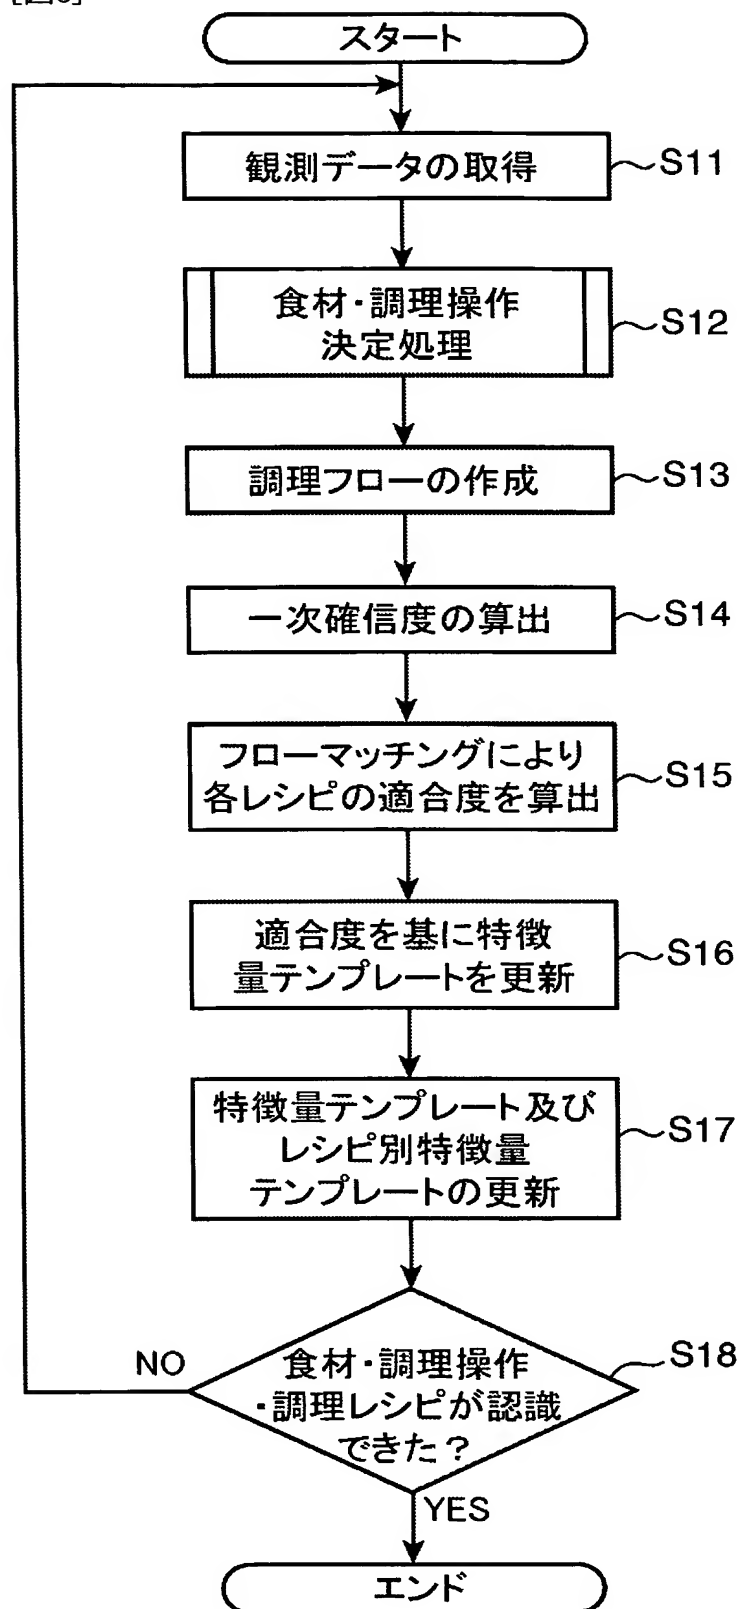 スタート
観測データの取得
S11
食材・調理操作
決定処理
S12
調理フローの作成
S13
一次確信度の算出
S14
フローマッチングにより
各レシピの適合度を算出
S15
適合度を基に特徴
量テンプレートを更新
S16
特徴量テンプレート及び
レシピ別特徴量
テンプレートの更新
S17
食材・調理操作
・調理レシピが認識
できた?
S18
NO
YES
エンド